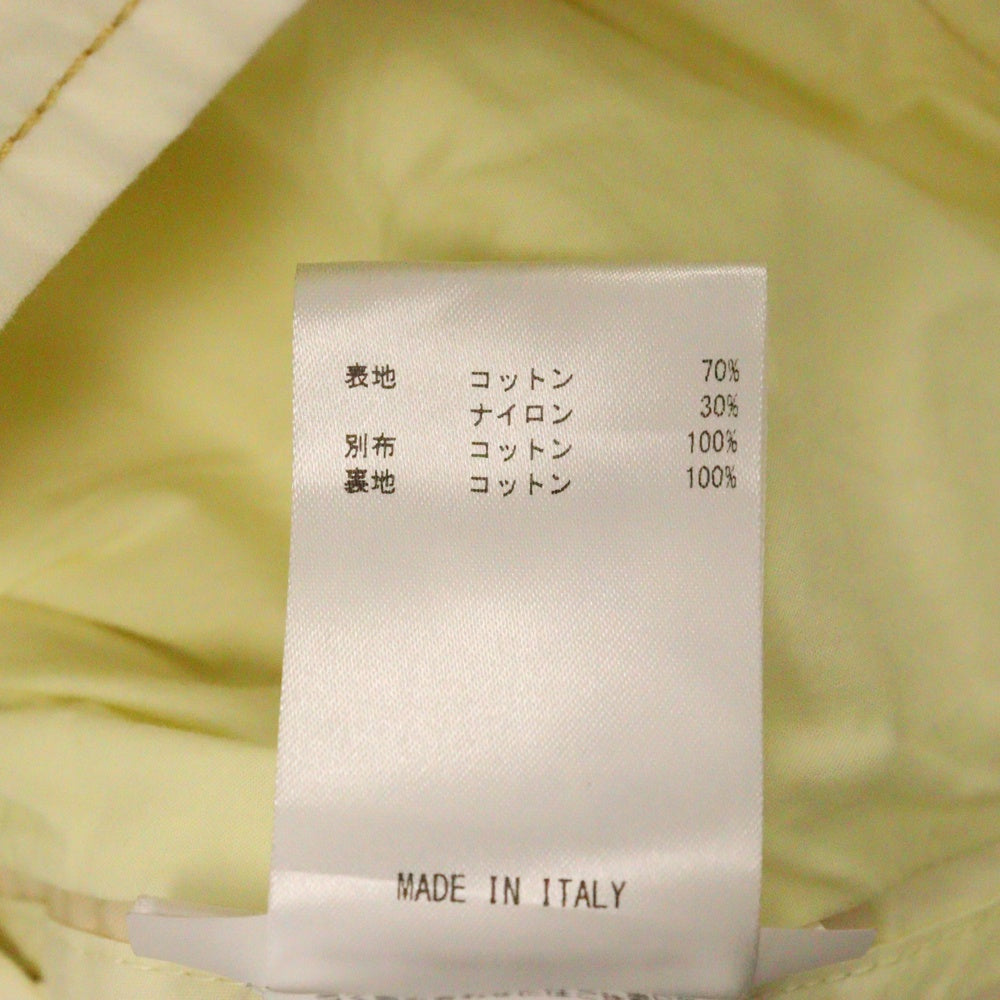 表地 コットン 70%
ナイロン 30%
別布 コットン 100%
裏地 コットン 100%
MADE IN ITALY